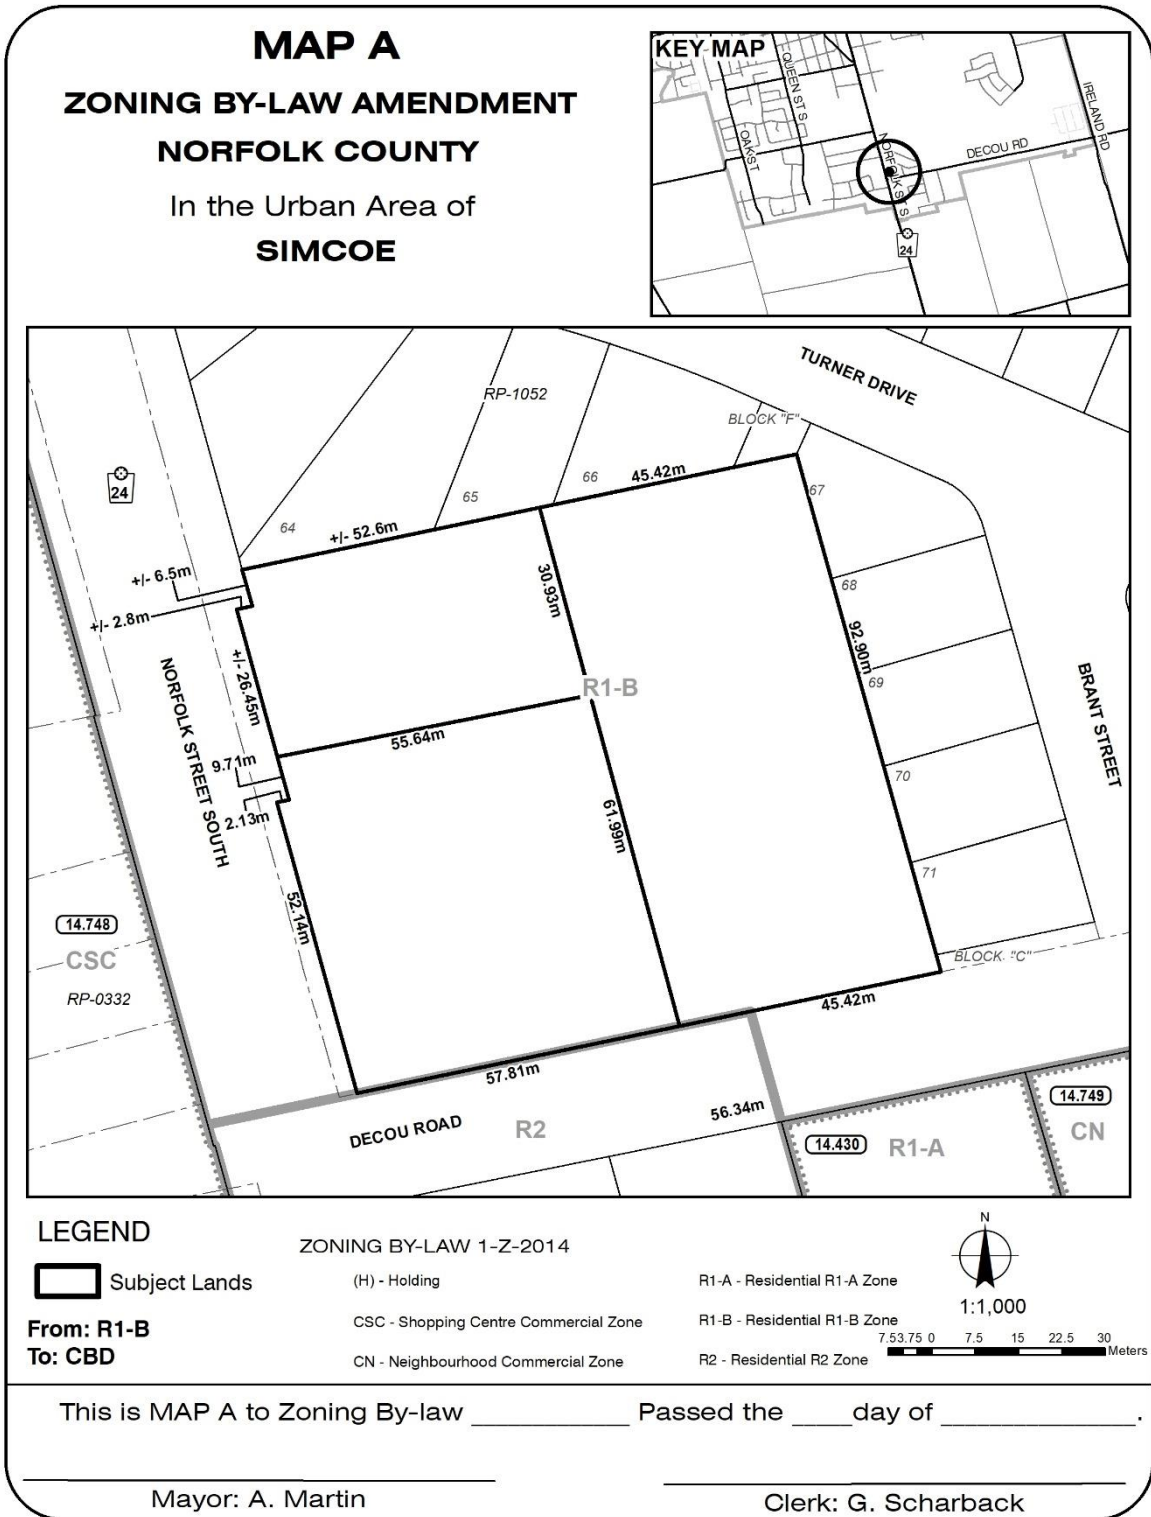 MAP A
ZONING BY-LAW AMENDMENT
NORFOLK COUNTY
In the Urban Area of
SIMCOE
KEY MAP
QUEEN ST S
OAK ST
NORFOLK ST S
DECOU RD
IRELAND RD
24
TURNER DRIVE
RP-1052
BLOCK "F"
24
66
45.42m
67
65
64
+/- 52.6m
+/- 6.5m
+/- 2.8m
30.93m
68
92.90m
69
NORFOLK STREET SOUTH
+/- 26.45m
R1-B
BRANT STREET
55.64m
9.71m
2.13m
61.99m
70
71
52.14m
14.748
CSC
RP-0332
BLOCK "C"
45.42m
57.81m
56.34m
DECOU ROAD
R2
14.430
R1-A
14.749
CN
LEGEND
Subject Lands
From: R1-B
To: CBD
ZONING BY-LAW 1-Z-2014
(H) - Holding
CSC - Shopping Centre Commercial Zone
CN - Neighbourhood Commercial Zone
R1-A - Residential R1-A Zone
R1-B - Residential R1-B Zone
R2 - Residential R2 Zone
N
1:1,000
7.53.75 0 7.5 15 22.5 30
Meters
This is MAP A to Zoning By-law ____________ Passed the _____day of _______________.
Mayor: A. Martin
Clerk: G. Scharback